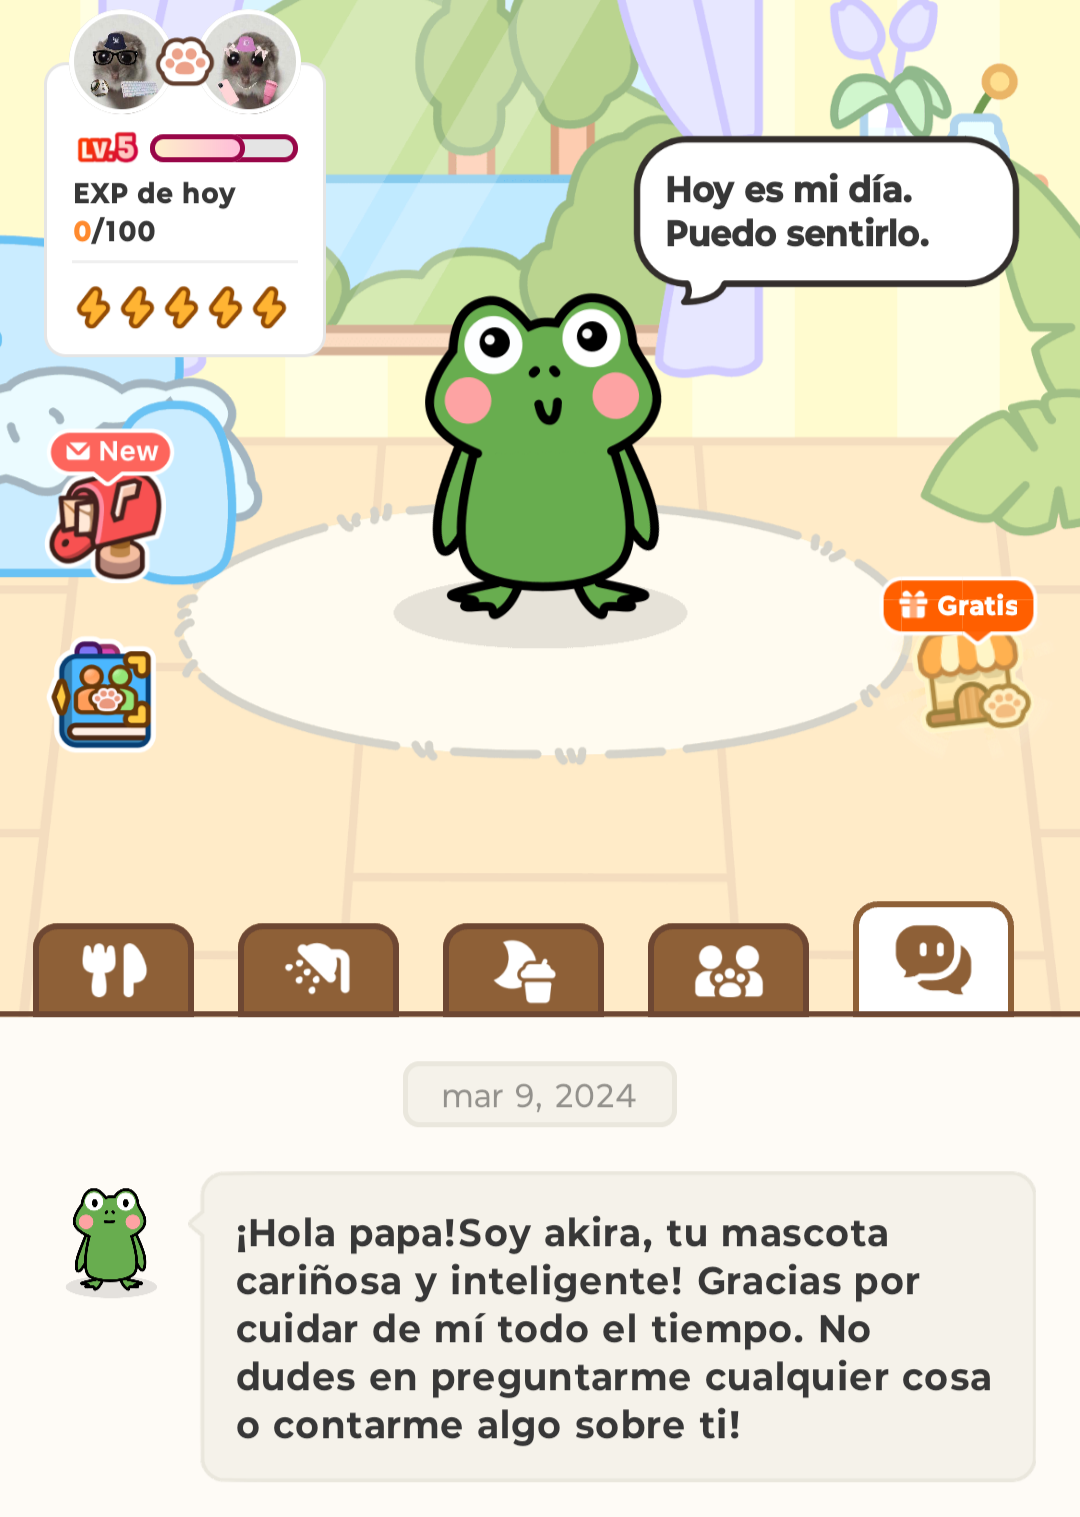 LV.5
EXP de hoy
0/100
Hoy es mi día.
Puedo sentirlo.
New
Gratis
mar 9, 2024
¡Hola papa!Soy akira, tu mascota
cariñosa y inteligente! Gracias por
cuidar de mí todo el tiempo. No
dudes en preguntarme cualquier cosa
o contarme algo sobre ti!